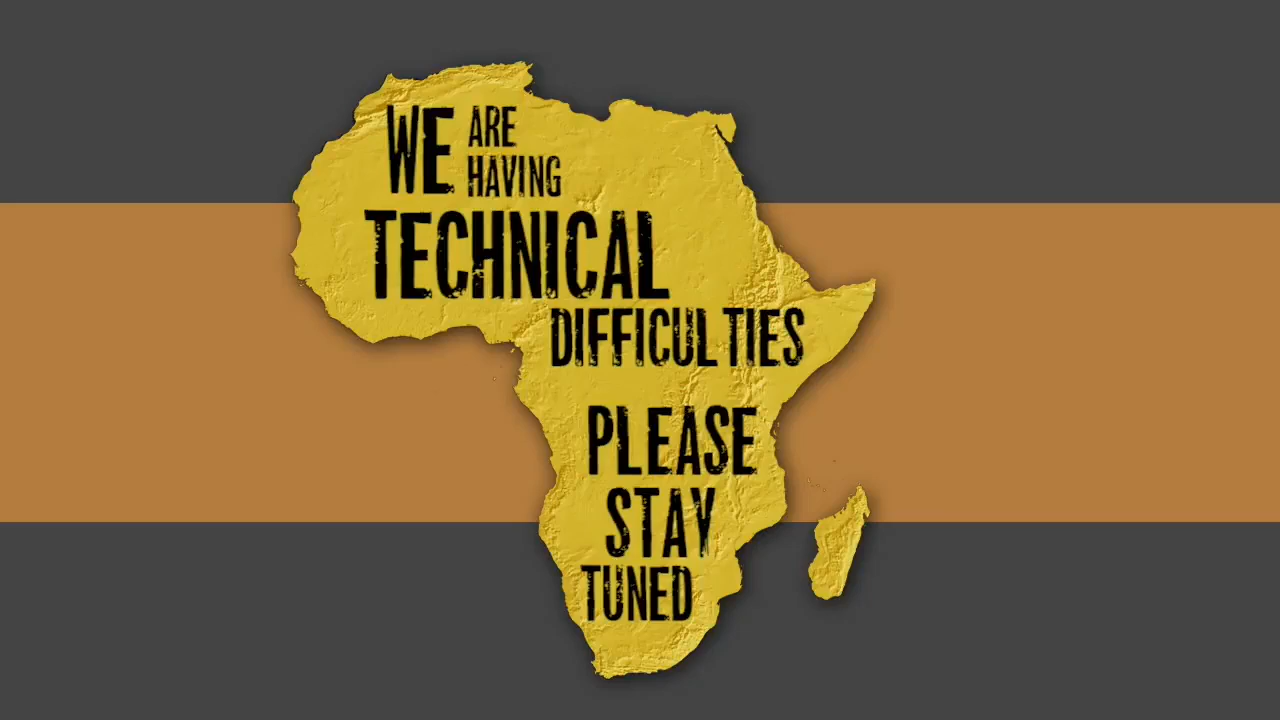 WE ARE
HAVING
TECHNICAL
DIFFICULTIES
PLEASE
STAY
TUNED